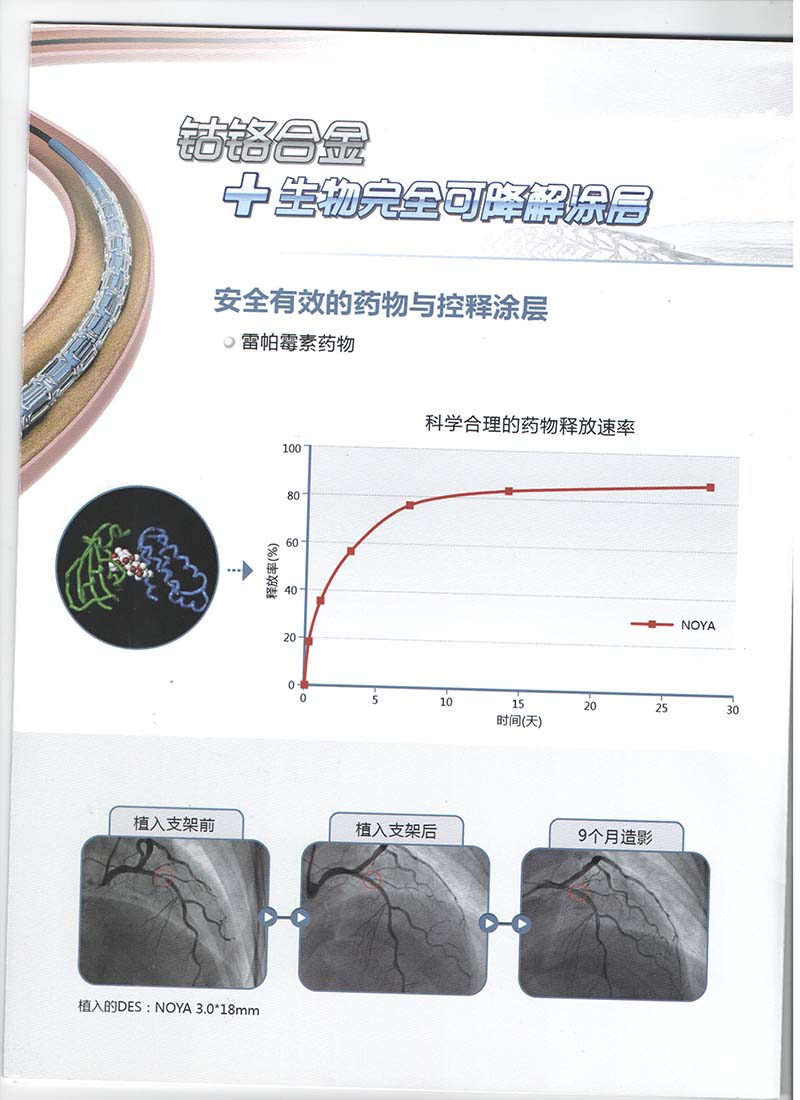 钴铬合金
+生物完全可降解涂层
安全有效的药物与控释涂层
雷帕霉素药物
科学合理的药物释放速率
100
80
60
40
20
0
释放率(%)
0
5
10
15
20
25
30
时间(天)
NOYA
植入支架前
植入支架后
9个月造影
植入的DES：NOYA 3.0*18mm